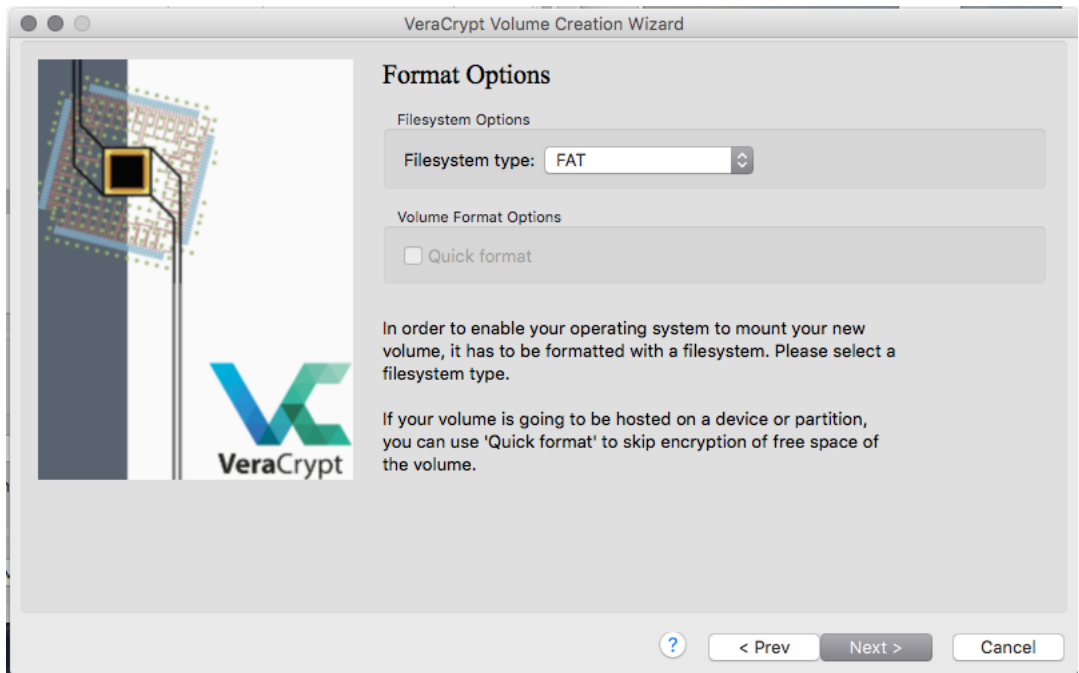 VeraCrypt Volume Creation Wizard
Format Options
Filesystem Options
Filesystem type: FAT
Volume Format Options
Quick format
In order to enable your operating system to mount your new
volume, it has to be formatted with a filesystem. Please select a
filesystem type.
If your volume is going to be hosted on a device or partition,
you can use 'Quick format' to skip encryption of free space of
the volume.
VeraCrypt
? < Prev Next > Cancel